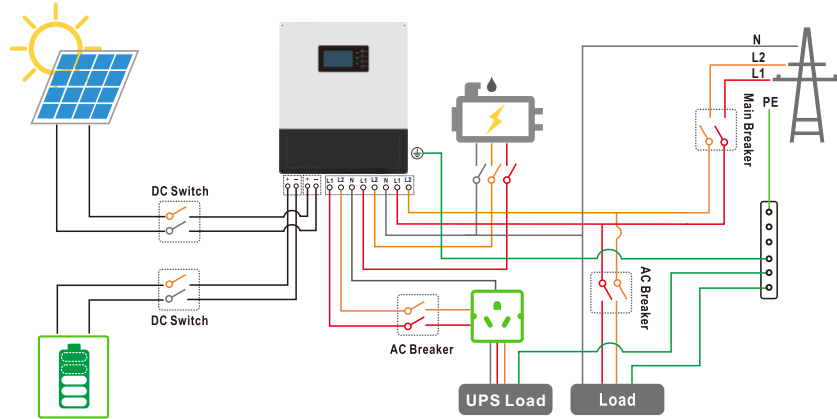 N
L2
L1
PE
Main Breaker
+ − + −
L1 L2 N L1 L2 N L1 L2
DC Switch
DC Switch
AC Breaker
AC Breaker
UPS Load
Load